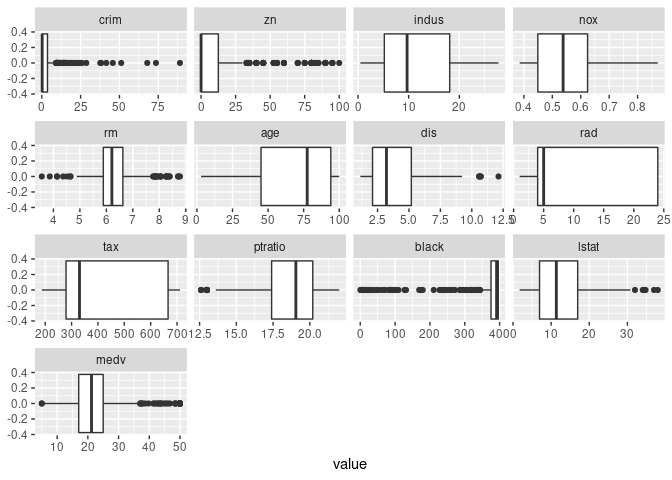 crim zn indus nox
0.4
0.2
0.0
-0.2
-0.4
0 25 50 75 0 25 50 75 100 10 20 0.4 0.5 0.6 0.7 0.8
rm age dis rad
0.4
0.2
0.0
-0.2
-0.4
4 5 6 7 8 9 0 25 50 75 100 2.5 5.0 7.5 10.0 12.5 0 5 10 15 20 25
tax ptratio black lstat
0.4
0.2
0.0
-0.2
-0.4
200 300 400 500 600 700 12.5 15.0 17.5 20.0 0 100 200 300 400 10 20 30
medv
0.4
0.2
0.0
-0.2
-0.4
10 20 30 40 50
value